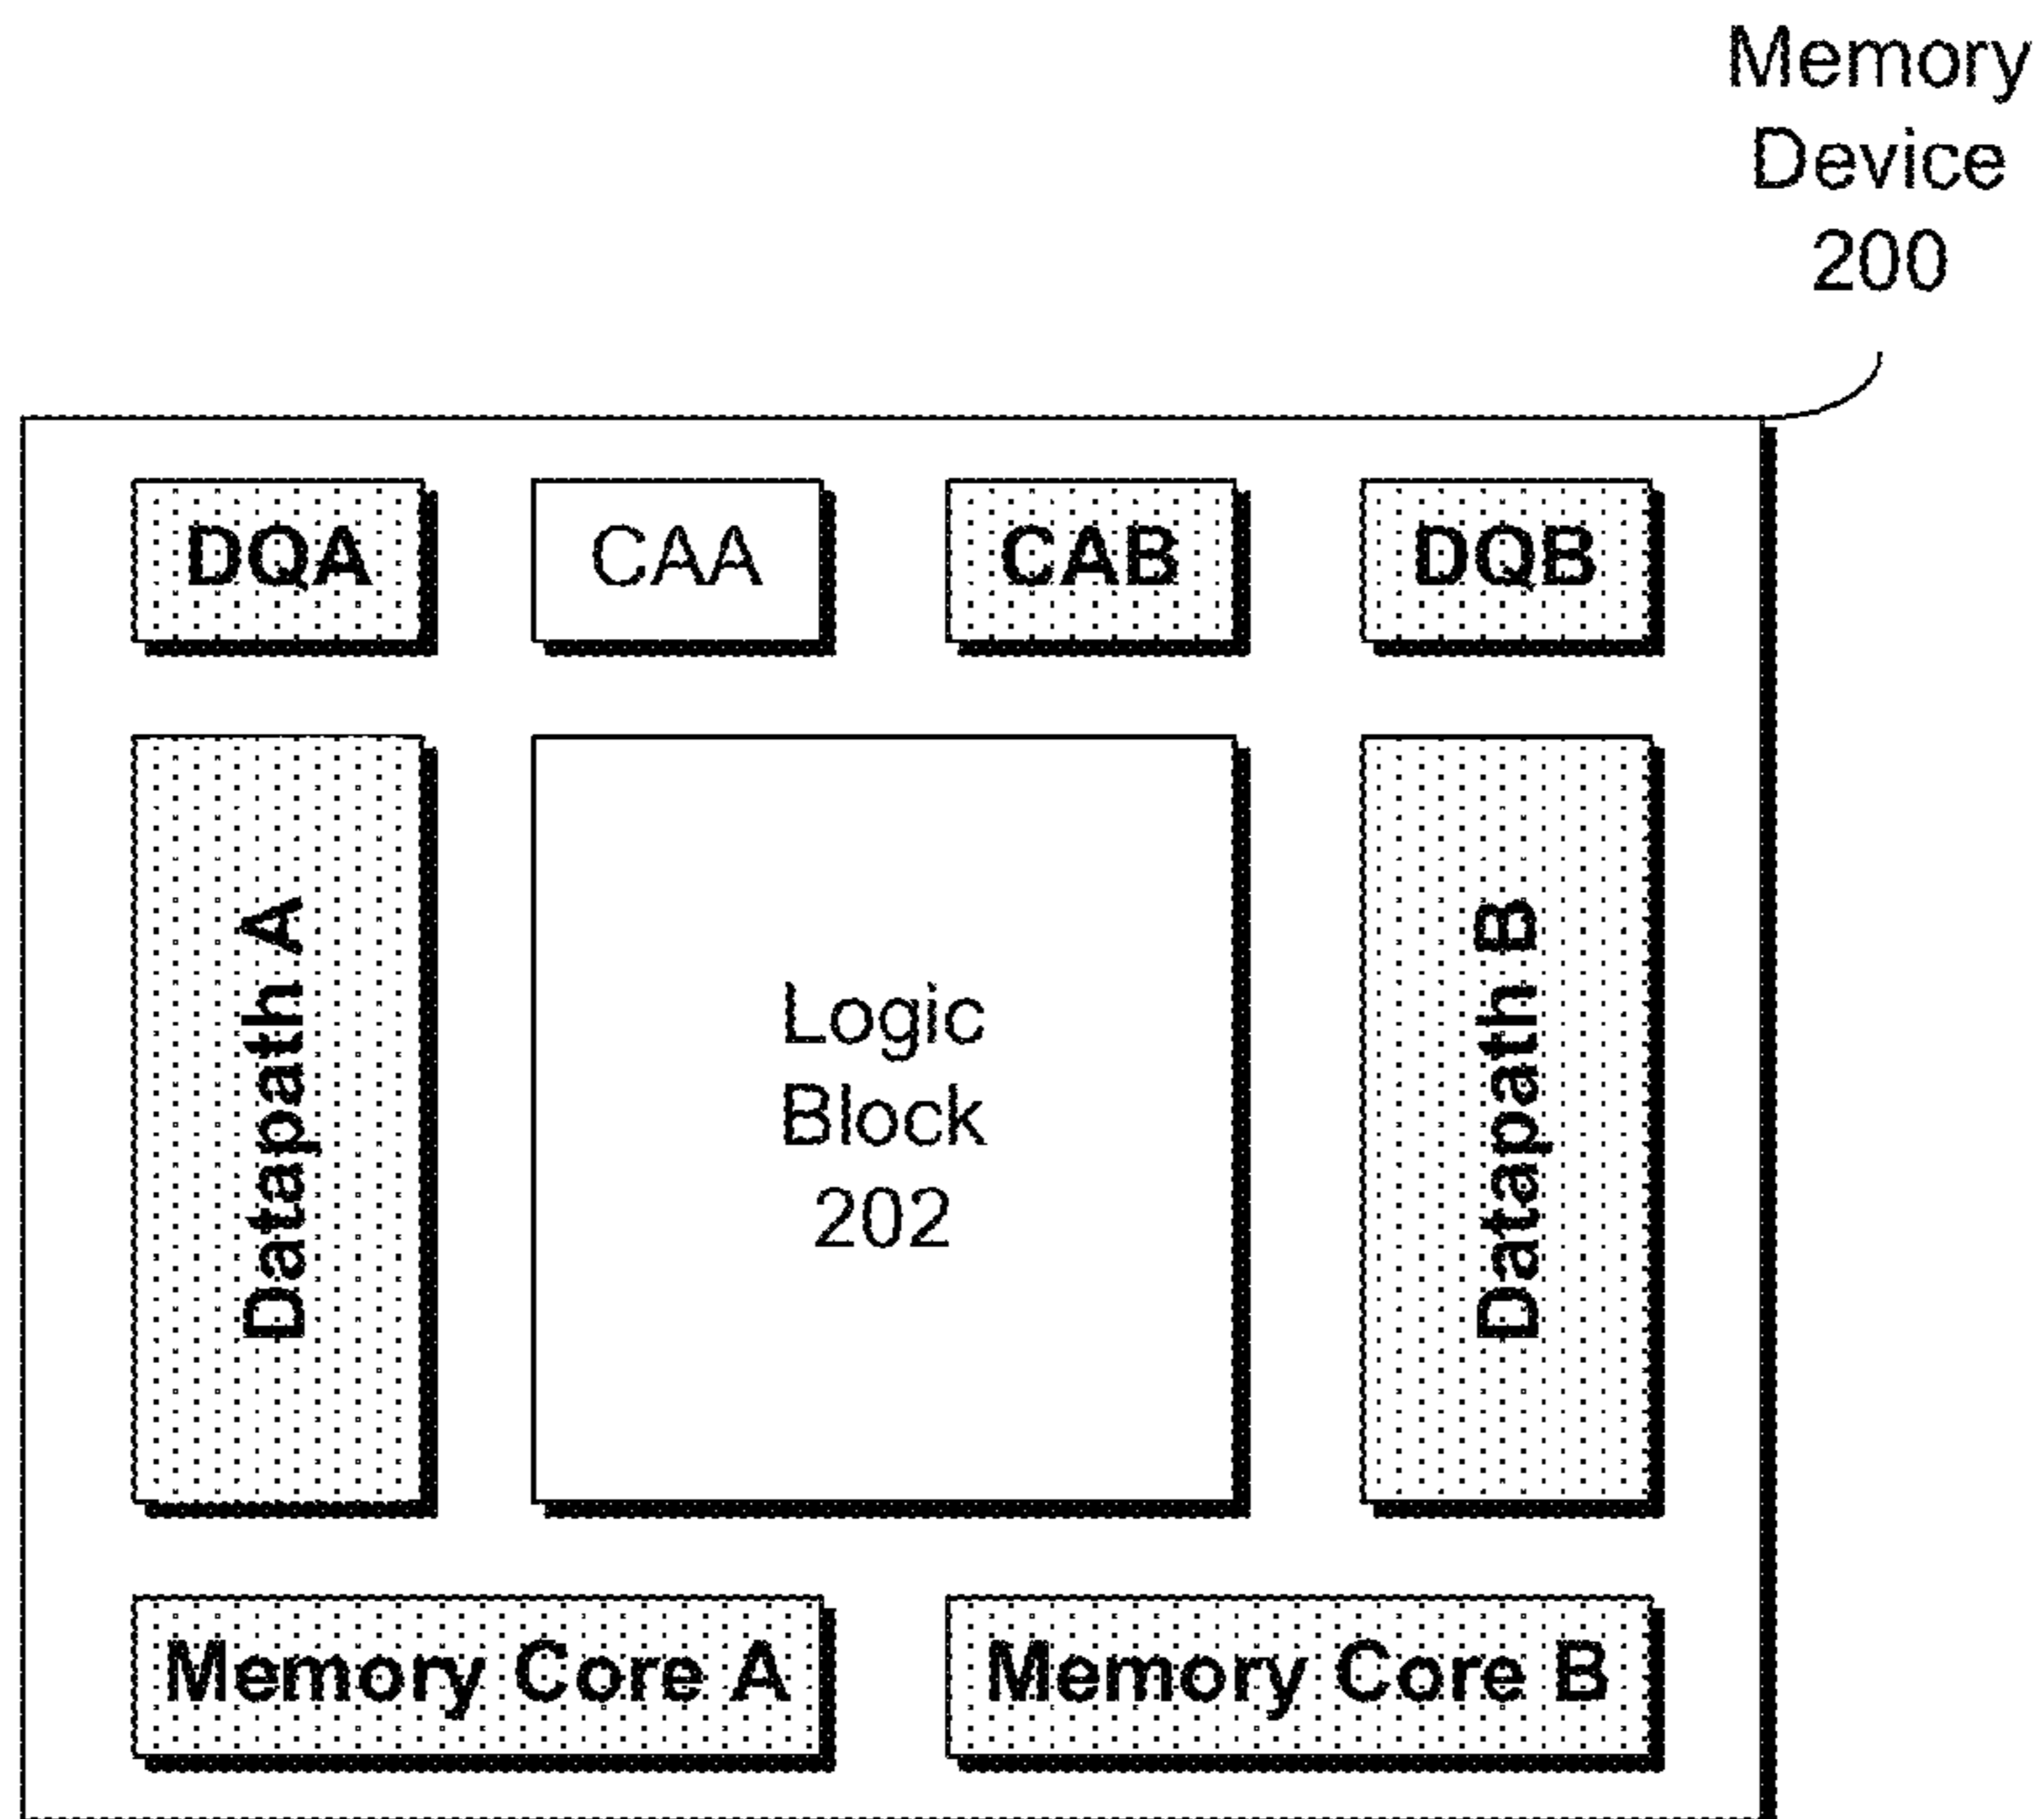 Memory
Device
200
DQA
CAA
CAB
DQB
Datapath A
Logic
Block
202
Datapath B
Memory Core A
Memory Core B